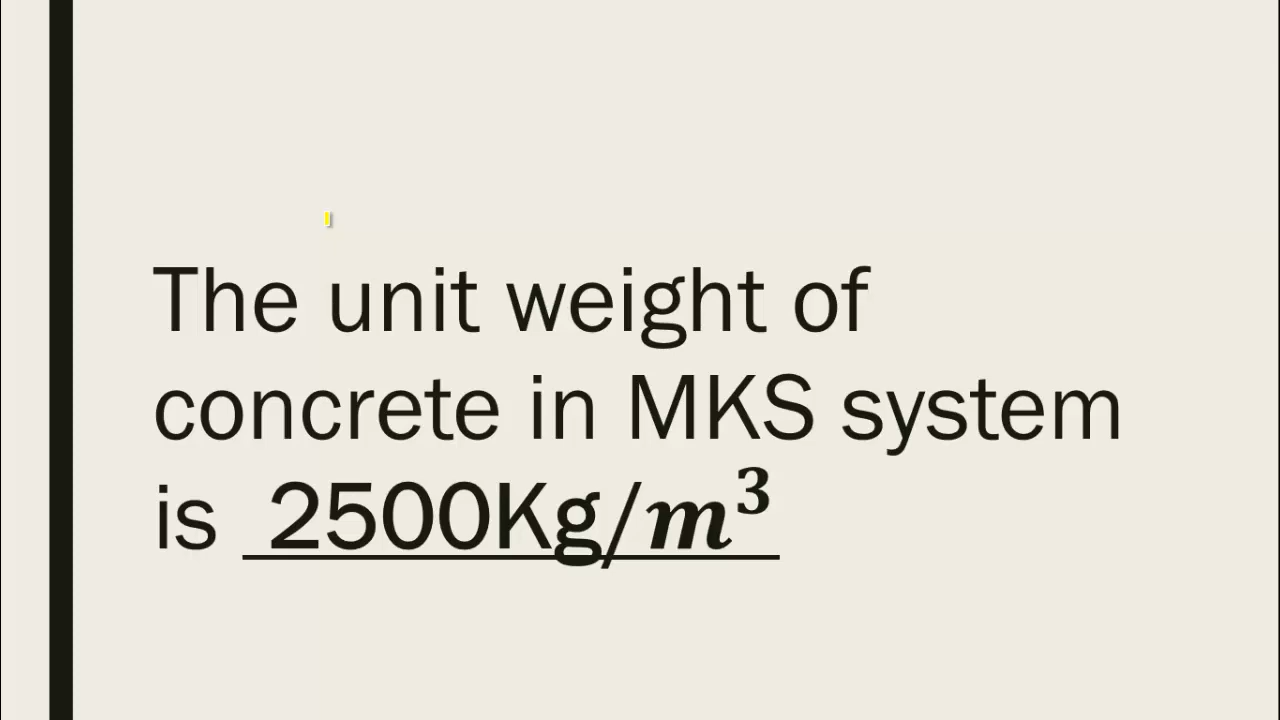 The unit weight of
concrete in MKS system
is 2500Kg/m³